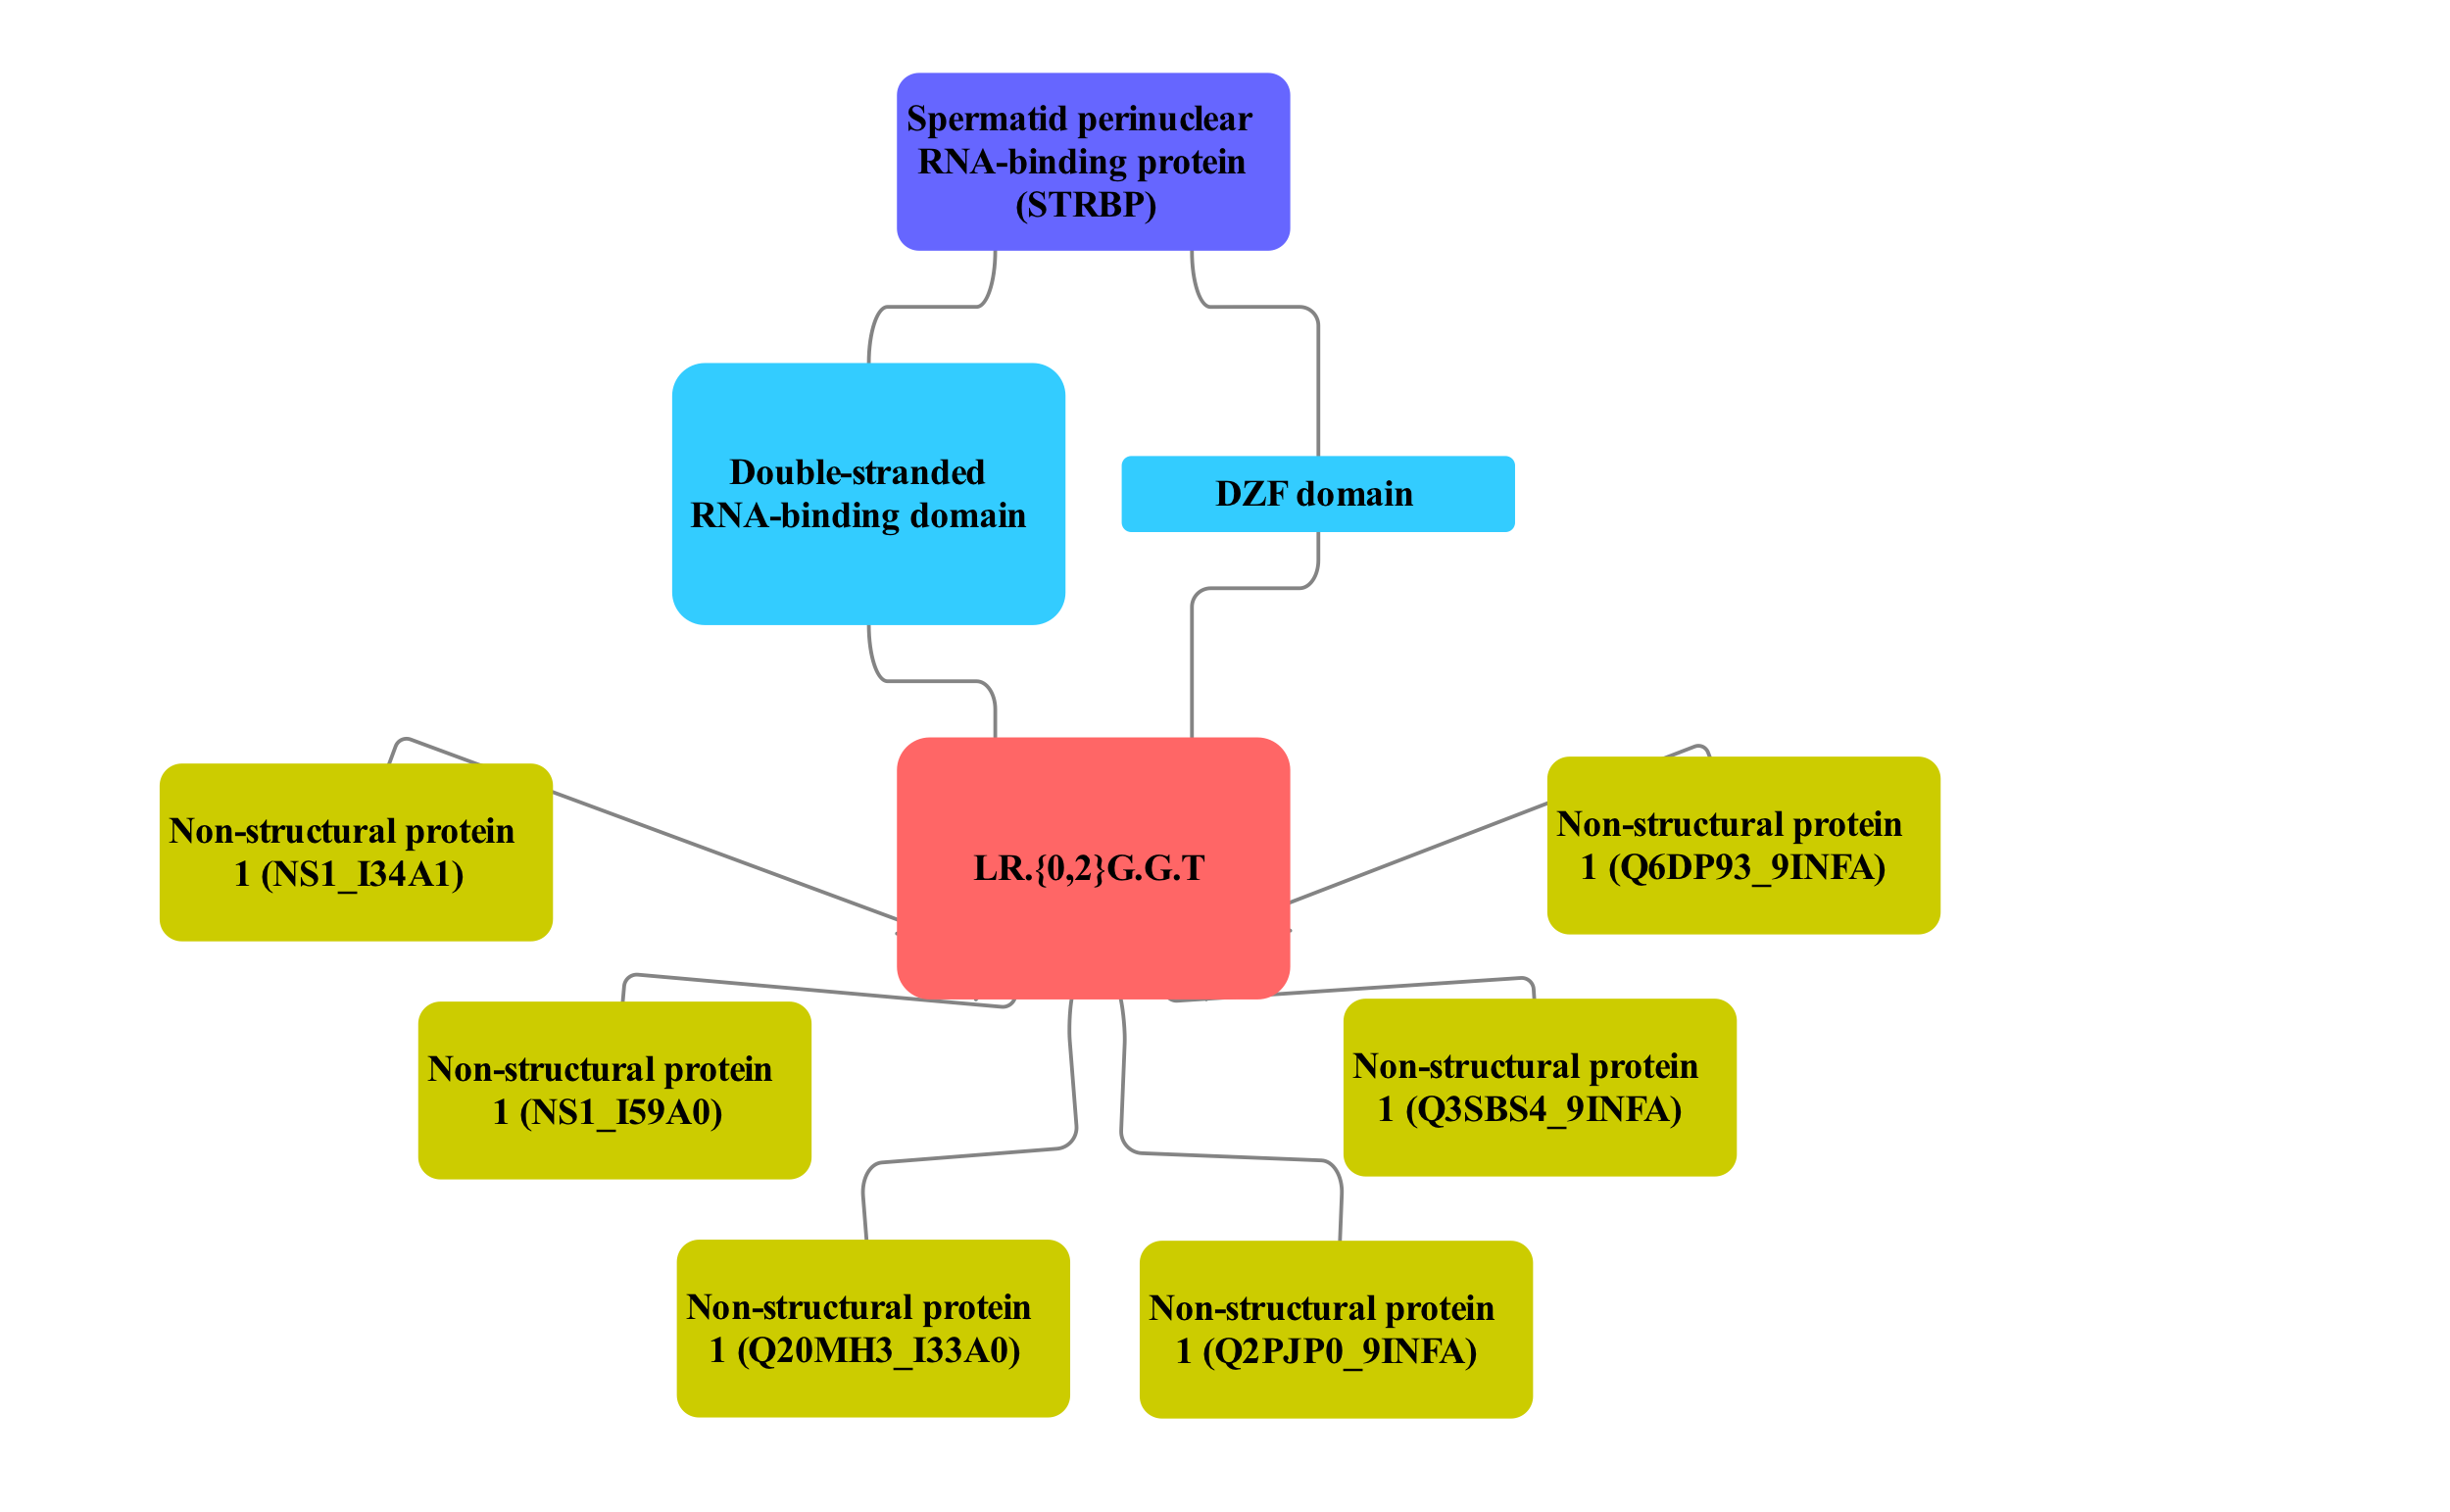 Spermatid perinuclear
RNA-binding protein
(STRBP)
Double-stranded
RNA-binding domain
DZF domain
LR.{0,2}G.G.T
Non-structural protein
1 (NS1_I34A1)
Non-structural protein
1 (Q6DP93_9INFA)
Non-structural protein
1 (NS1_I59A0)
Non-structural protein
1 (Q3SBS4_9INFA)
Non-structural protein
1 (Q20MH3_I33A0)
Non-structural protein
1 (Q2PJP0_9INFA)